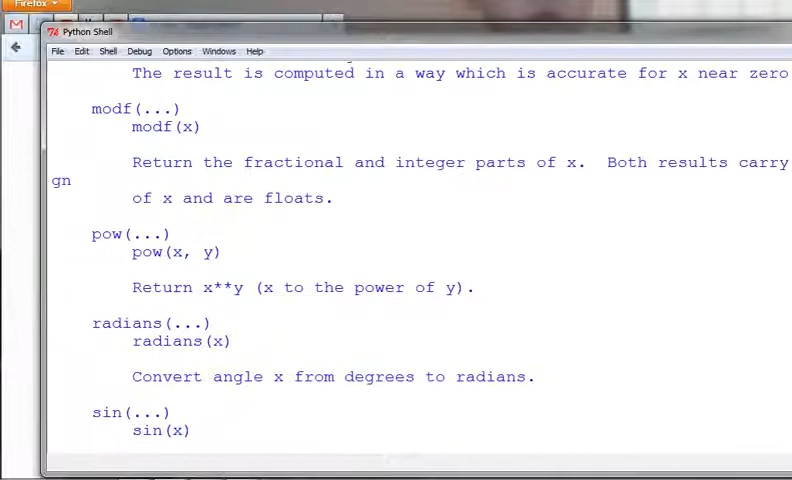 Firefox
Python Shell
File Edit Shell Debug Options Windows Help
The result is computed in a way which is accurate for x near zero
modf(...)
modf(x)
Return the fractional and integer parts of x.  Both results carry
gn
of x and are floats.
pow(...)
pow(x, y)
Return x**y (x to the power of y).
radians(...)
radians(x)
Convert angle x from degrees to radians.
sin(...)
sin(x)